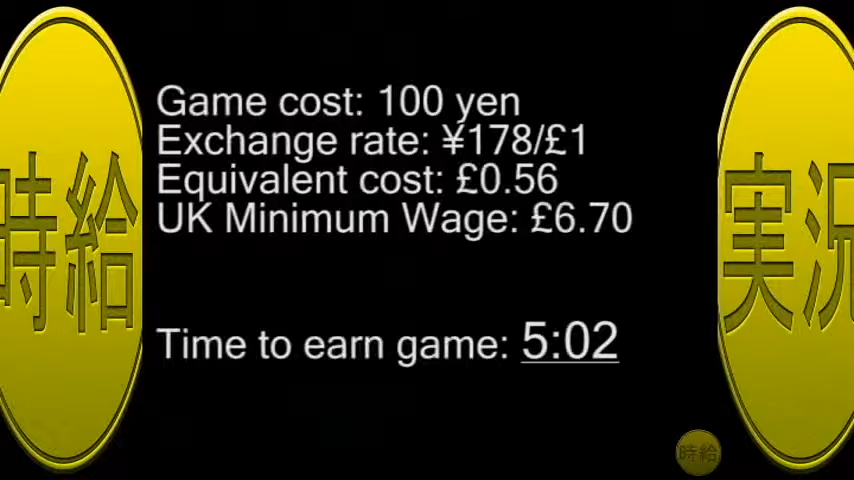 Game cost: 100 yen
Exchange rate: ¥178/£1
Equivalent cost: £0.56
UK Minimum Wage: £6.70
Time to earn game: 5:02
時給
実況
時給